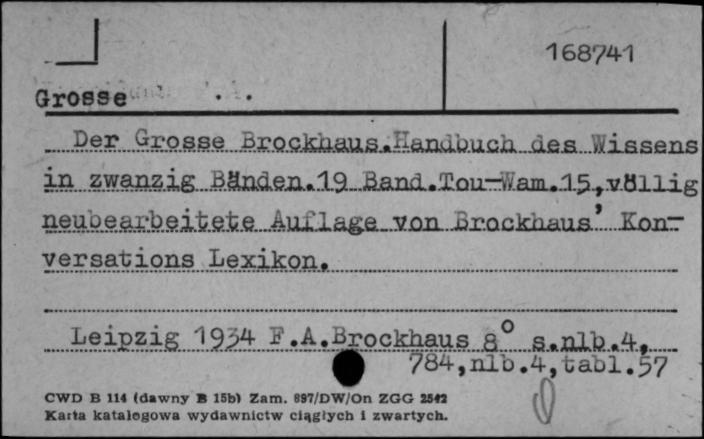 168741
Grosse
Der Grosse Brockhaus.Handbuch des Wissens
in zwanzig Bänden.19 Band.Tou-Wam.15.,völlig
neubearbeitete Auflage von Brockhaus' Kon-
versations Lexikon.
Leipzig 1934 F.A.Brockhaus 8° s.nlb.4,
784,nlb.4,tabl.57
CWD B 114 (dawny B 15b) Zam. 897/DW/On ZGG 2542
Karta katalogowa wydawnictw ciągłych i zwartych.